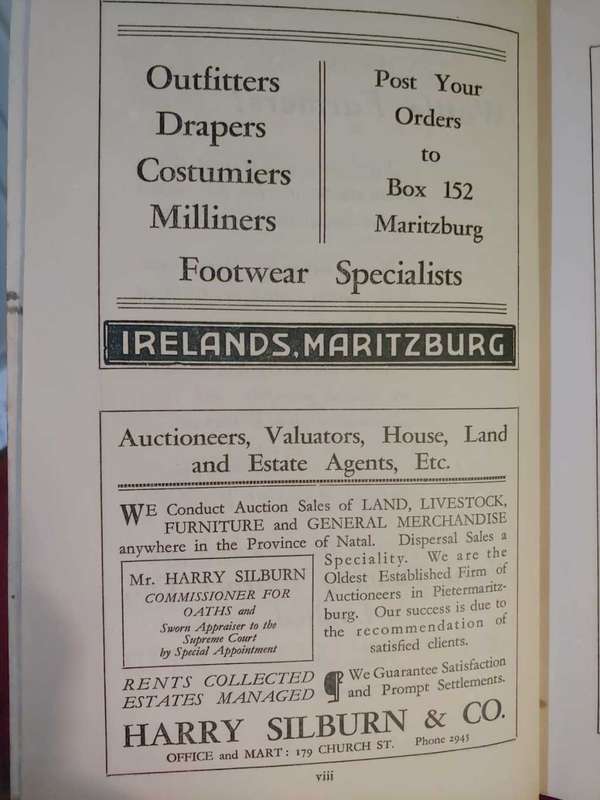 Outfitters
Drapers
Costumiers
Milliners
Post Your
Orders
to
Box 152
Maritzburg
Footwear Specialists
IRELANDS, MARITZBURG
Auctioneers, Valuators, House, Land
and Estate Agents, Etc.
WE Conduct Auction Sales of LAND, LIVESTOCK,
FURNITURE and GENERAL MERCHANDISE
anywhere in the Province of Natal. Dispersal Sales a
Speciality. We are the
Oldest Established Firm of
Auctioneers in Pietermaritz-
burg. Our success is due to
the recommendation of
satisfied clients.
Mr. HARRY SILBURN
COMMISSIONER FOR
OATHS and
Sworn Appraiser to the
Supreme Court
by Special Appointment
RENTS COLLECTED
ESTATES MANAGED
¶ We Guarantee Satisfaction
and Prompt Settlements.
HARRY SILBURN & CO.
OFFICE and MART : 179 CHURCH ST. Phone 2945
viii